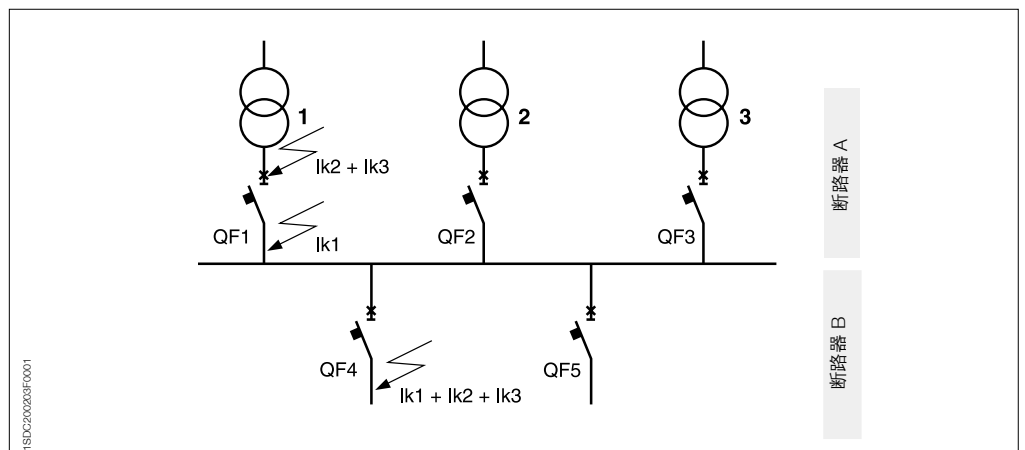 1
2
3
Ik2 + Ik3
QF1
Ik1
QF2
QF3
断路器 A
QF4
Ik1 + Ik2 + Ik3
QF5
断路器 B
1SDC200203F0001